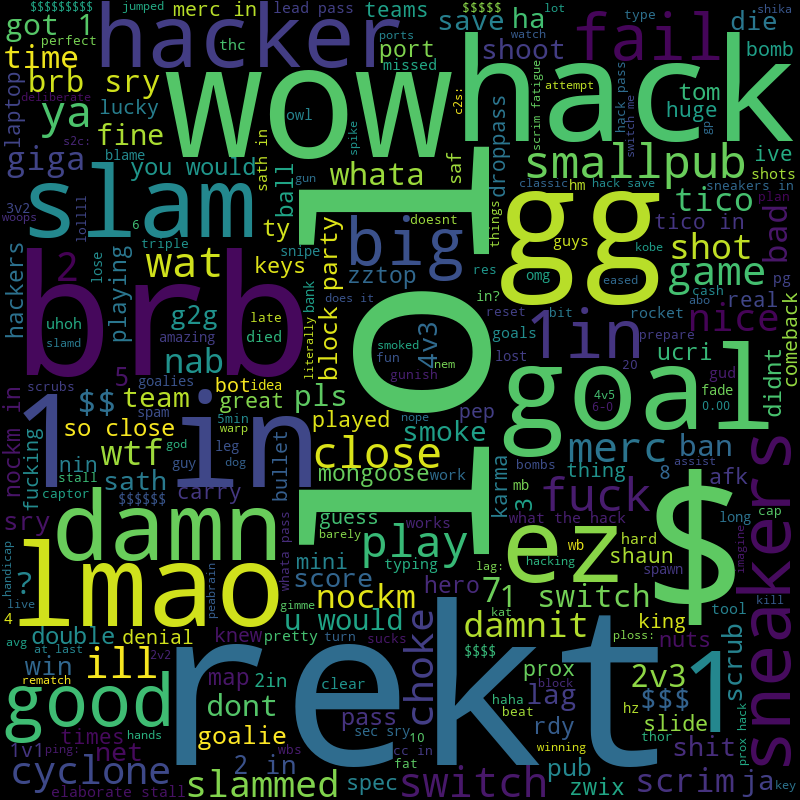 jumped
merc in
lead pass
$$$$$
teams
save
ha
lot
type
shika
got 1
$$$$$$$$$
hacker
perfect
thc
ports
port
missed
shoot
watch
fail
die
bomb
time
brb sry
deliberate
lucky
owl
wow
hack
attempt
c2s:
tom
huge
gp
hack pass
switch me
laptop
ya
fine
s2c:
blame
you would
sath in
spike
scrim fatigue
giga
slam
whata
ball
gun
saf
droppass
smallpub
ive
shots
classic
hm
hack save
sneakers in
3v2
woops
lolill
6
ty
things
doesnt
big
gg
guys
tico
tico in
kobe
plan
bad
triple
snipe
wat
keys
zztop
res
omg
eased
shot
hackers
lose
playing
block party
does it
in?
cash
abo
game
real
pg
2
brb
g2g
late
bank
4v3
reset
bit
rocket
prepare
nice
comeback
uhoh
slamd
amazing
died
literally
smoked
fun
lol
goals
lost
1in
ucri
didnt
nab
nem
gunish
scrubs
5
goalies
bot
idea
20
gud
4v5
6-0
fade
0.00
$$
team
great
pls
nope
goal
1 in
spam
5min
played
pep
so close
god
warp
close
smoke
merc
ban
nockm in
fucking
nin
stall
captor
wtf
guy
leg
dog
bullet
mongoose
work
karma
bombs
thing
8
assist
afk
sath
carry
mb
3
fuck
$$$$$$
guess
works
what the hack
long
cap
sneakers
sry
damn
barely
play
typing
wb
hard
handicap
peabrain
whata pass
lag:
hacking
ez
shaun
spawn
imagine
?
lmao
mini
score
hero
71
switch
$
tool
kill
4
live
gimme
nockm
kat
ploss:
king
avg
double
denial
knew
u would
damnit
nuts
scrub
at last
2v2
pretty
turn
sucks
choke
$$$$
win
rematch
ill
map
2in
clear
rekt
haha
prox
block
2v3
1
good
hands
dont
beat
lag
$$$
hz
times
goalie
pass
10
rdy
slide
thor
prox hack
1v1
ping:
net
wbs
sec sry
cc in
winning
shit
cyclone
2 in
fat
pub
elaborate stall
slammed
spec
switch
zwix
scrim
ja
key